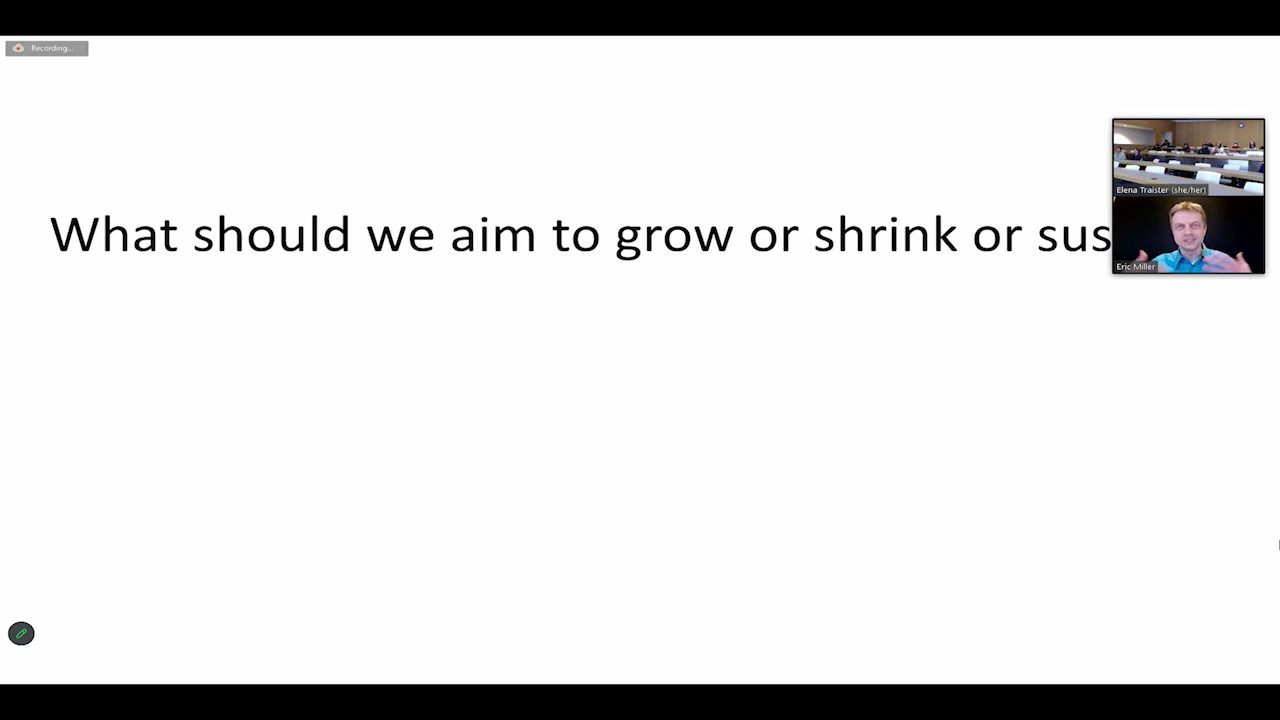 Recording...
What should we aim to grow or shrink or sus
Elena Traister (she/her)
Eric Miller